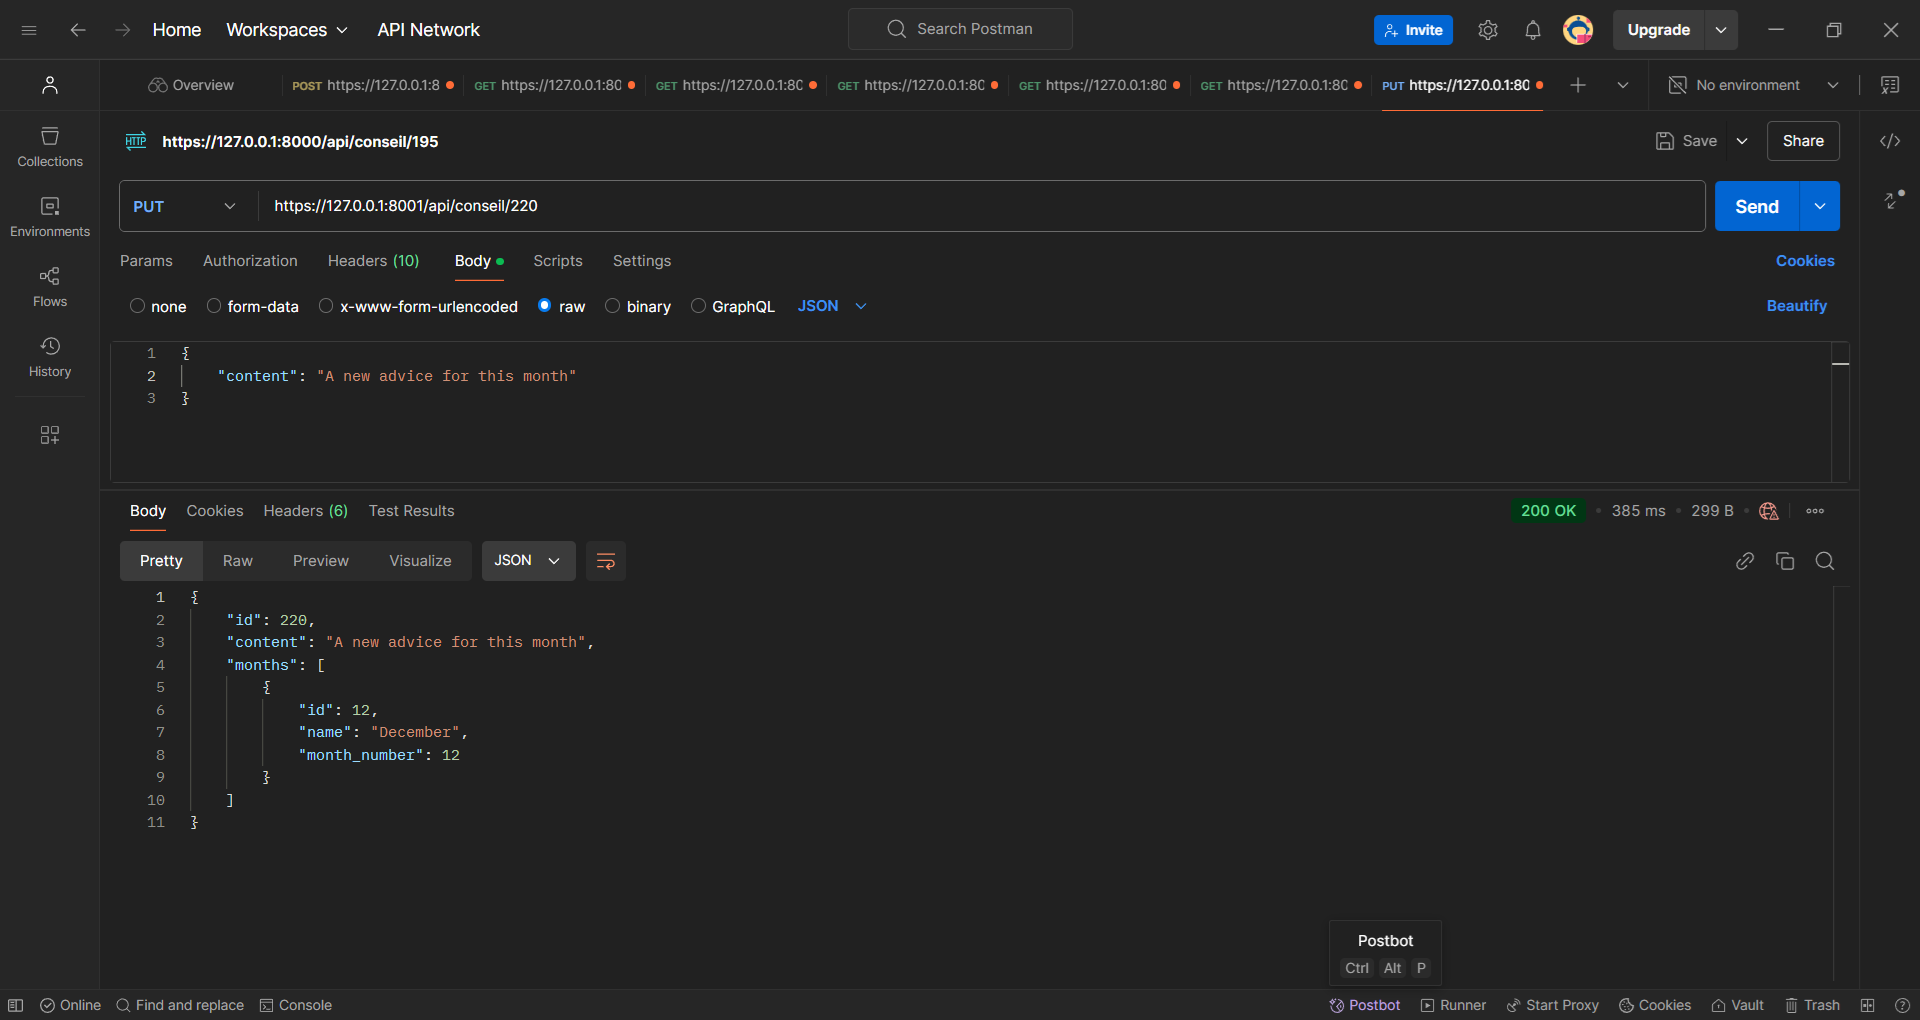 Home Workspaces API Network Search Postman Invite Upgrade
Overview POST https://127.0.0.1:8 GET https://127.0.0.1:80 GET https://127.0.0.1:80 GET https://127.0.0.1:80 GET https://127.0.0.1:80 GET https://127.0.0.1:80 PUT https://127.0.0.1:80 No environment
HTTP https://127.0.0.1:8000/api/conseil/195 Save Share
Collections
Environments
Flows
History
PUT https://127.0.0.1:8001/api/conseil/220 Send
Params Authorization Headers (10) Body Scripts Settings Cookies
none form-data x-www-form-urlencoded raw binary GraphQL JSON Beautify
1 {
2 "content": "A new advice for this month"
3 }
Body Cookies Headers (6) Test Results 200 OK 385 ms 299 B
Pretty Raw Preview Visualize JSON
1 {
2 "id": 220,
3 "content": "A new advice for this month",
4 "months": [
5 {
6 "id": 12,
7 "name": "December",
8 "month_number": 12
9 }
10 ]
11 }
Postbot
Ctrl Alt P
Online Find and replace Console Postbot Runner Start Proxy Cookies Vault Trash